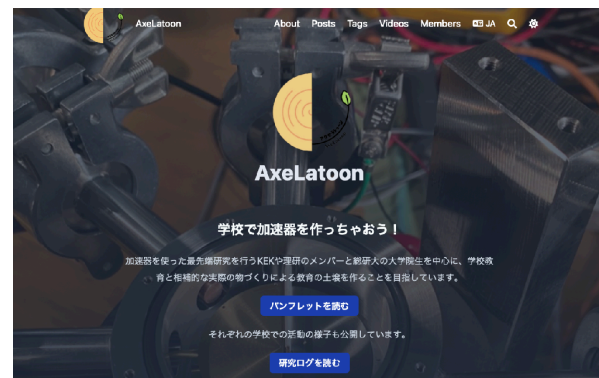 AxeLatoon
About Posts Tags Videos Members JA
AxeLatoon
学校で加速器を作っちゃおう！
加速器を使った最先端研究を行うKEKや理研のメンバーと総研大の大学院生を中心に、学校教
育と相補的な実際の物づくりによる教育の土壌を作ることを目指しています。
パンフレットを読む
それぞれの学校での活動の様子も公開しています。
研究ログを読む